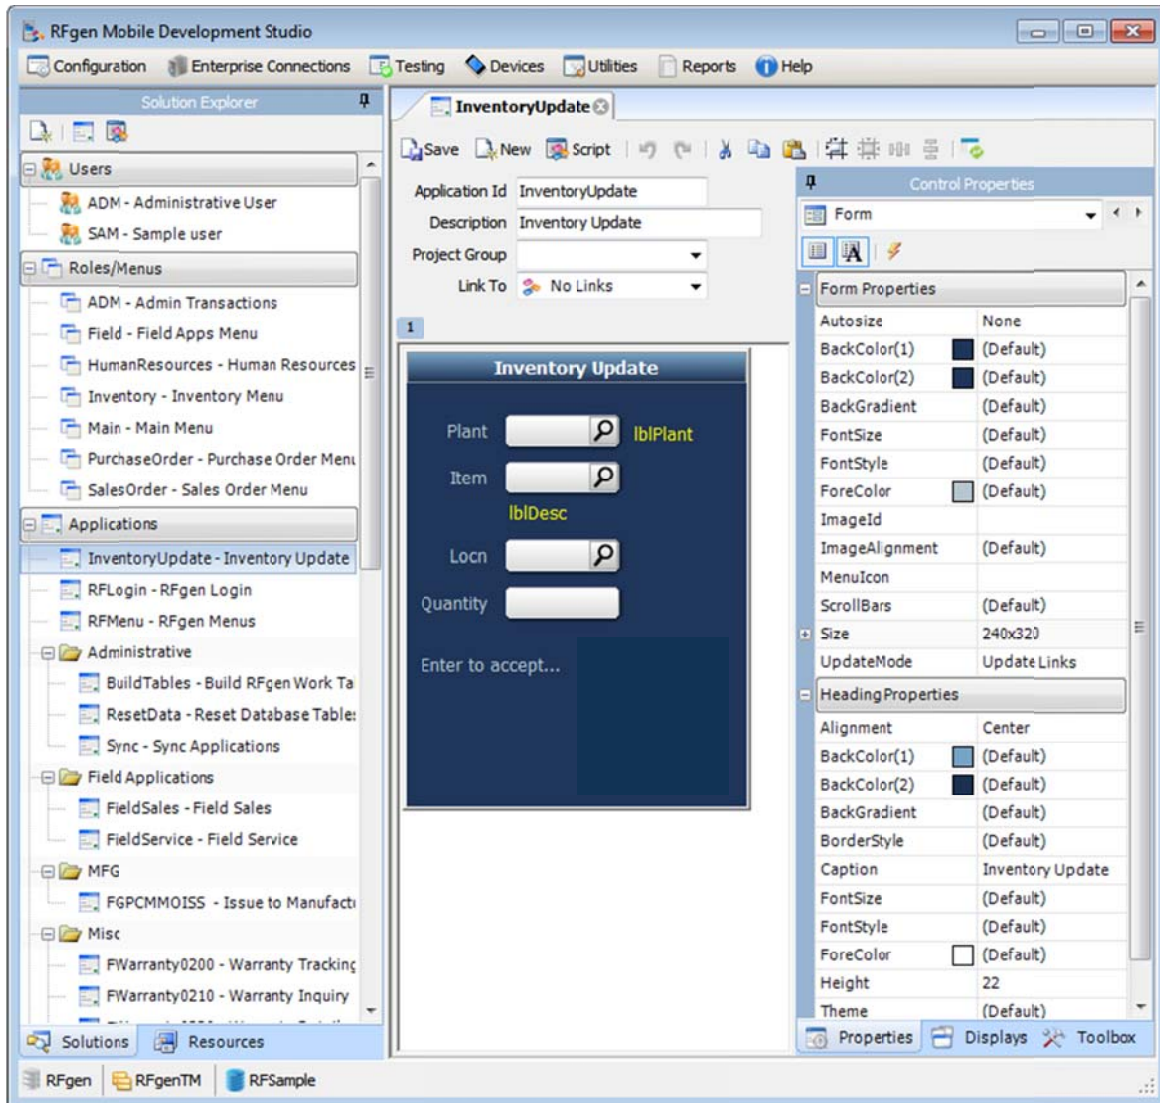 RFgen Mobile Development Studio
Configuration Enterprise Connections Testing Devices Utilities Reports Help
Solution Explorer
Users
ADM - Administrative User
SAM - Sample user
Roles/Menus
ADM - Admin Transactions
Field - Field Apps Menu
HumanResources - Human Resources
Inventory - Inventory Menu
Main - Main Menu
PurchaseOrder - Purchase Order Menu
SalesOrder - Sales Order Menu
Applications
InventoryUpdate - Inventory Update
RFLogin - RFgen Login
RFMenu - RFgen Menus
Administrative
BuildTables - Build RFgen Work Ta
ResetData - Reset Database Tables
Sync - Sync Applications
Field Applications
FieldSales - Field Sales
FieldService - Field Service
MFG
FGPCMMOISS - Issue to Manufactu
Misc
FWarranty0200 - Warranty Tracking
FWarranty0210 - Warranty Inquiry
Solutions Resources
InventoryUpdate
Save New Script
Application Id InventoryUpdate
Description Inventory Update
Project Group
Link To No Links
1
Inventory Update
Plant lblPlant
Item
lblDesc
Locn
Quantity
Enter to accept...
Control Properties
Form
A
Form Properties
Autosize None
BackColor(1) (Default)
BackColor(2) (Default)
BackGradient (Default)
FontSize (Default)
FontStyle (Default)
ForeColor (Default)
ImageId
ImageAlignment (Default)
MenuIcon
ScrollBars (Default)
Size 240x320
UpdateMode Update Links
Heading Properties
Alignment Center
BackColor(1) (Default)
BackColor(2) (Default)
BackGradient (Default)
BorderStyle (Default)
Caption Inventory Update
FontSize (Default)
FontStyle (Default)
ForeColor (Default)
Height 22
Theme (Default)
Properties Displays Toolbox
RFgen RFgenTM RFSample